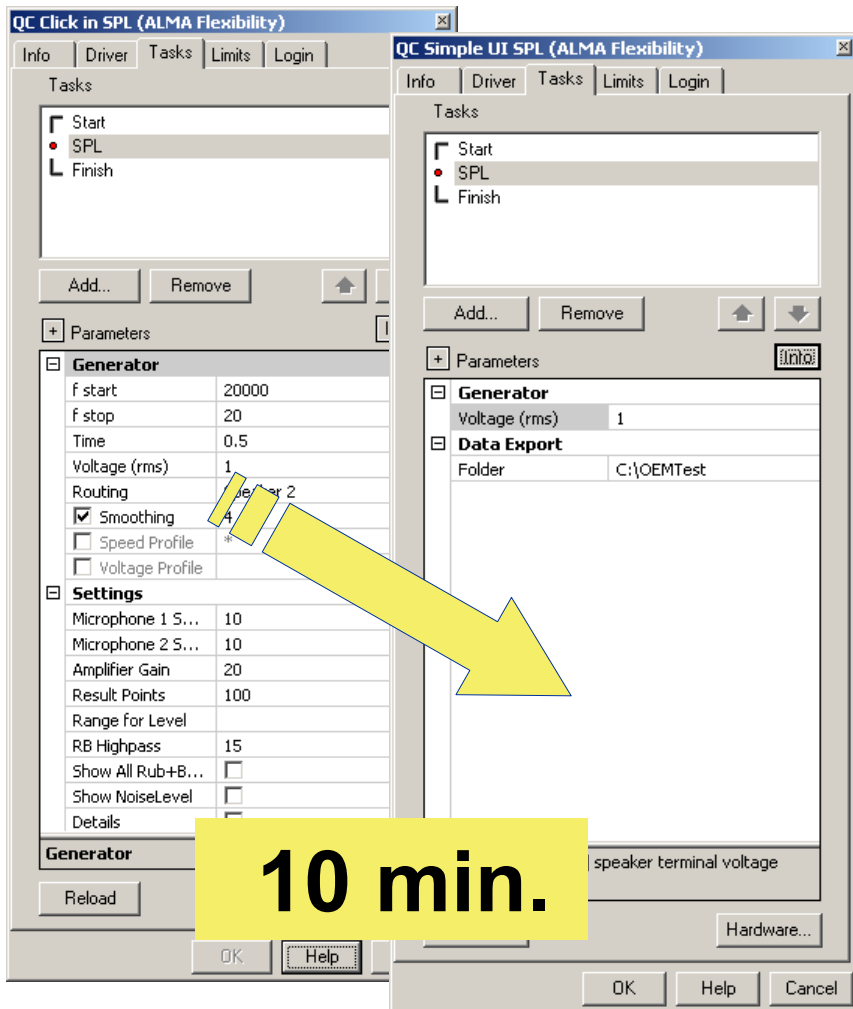 QC Click in SPL (ALMA Flexibility)
Info Driver Tasks Limits Login
Tasks
Start
SPL
Finish
Add... Remove
+ Parameters
Generator
f start 20000
f stop 20
Time 0.5
Voltage (rms) 1
Routing 2
Smoothing 4
Speed Profile *
Voltage Profile
Settings
Microphone 1 S... 10
Microphone 2 S... 10
Amplifier Gain 20
Result Points 100
Range for Level
RB Highpass 15
Show All Rub+B...
Show NoiseLevel
Details
Generator
Reload
OK Help
QC Simple UI SPL (ALMA Flexibility)
Info Driver Tasks Limits Login
Tasks
Start
SPL
Finish
Add... Remove
+ Parameters Info
Generator
Voltage (rms) 1
Data Export
Folder C:\OEMTest
speaker terminal voltage
Hardware...
OK Help Cancel
10 min.